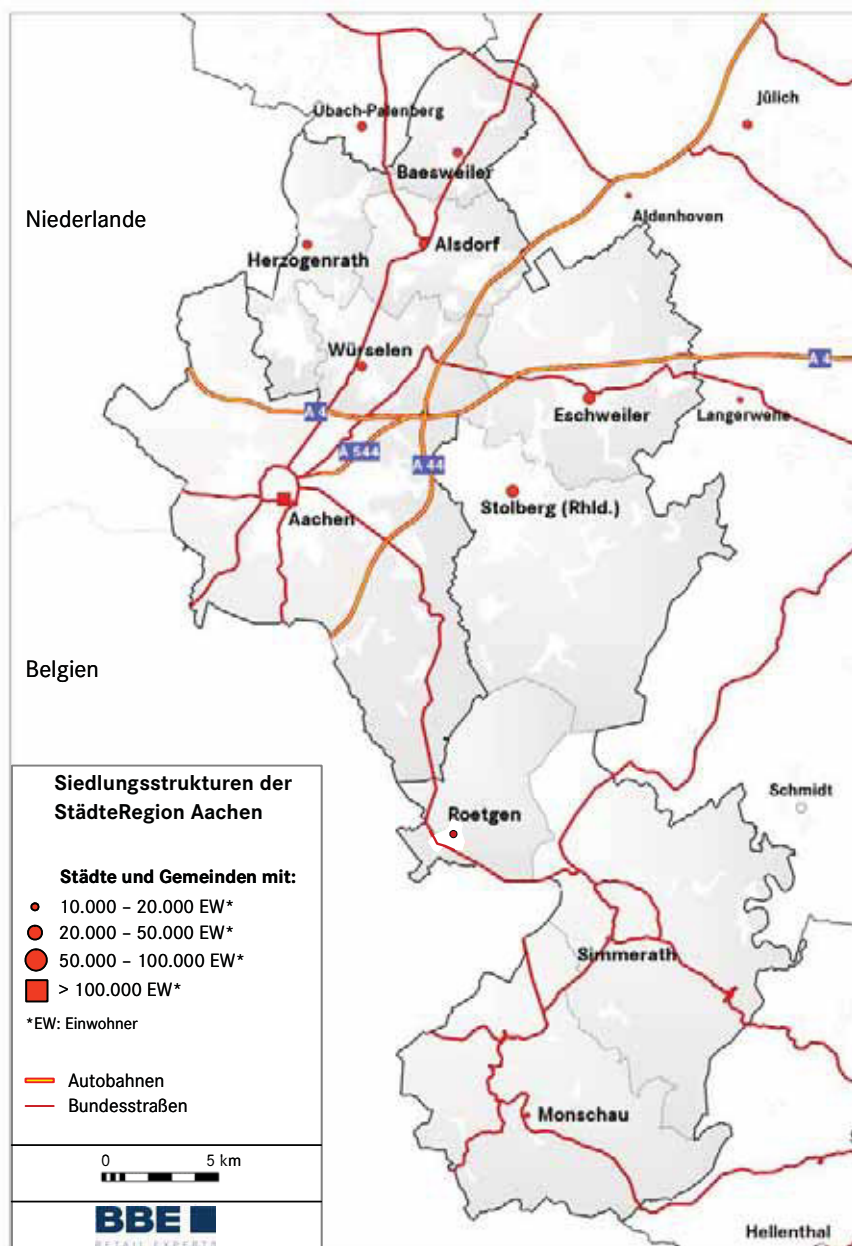 Übach-Palenberg
Jülich
Baesweiler
Niederlande
Aldenhoven
Alsdorf
Herzogenrath
Würselen
A 4
A 4
Eschweiler
Langerwehe
A 544
A 44
Stolberg (Rhld.)
Aachen
Belgien
Siedlungsstrukturen der
StädteRegion Aachen
Schmidt
Roetgen
Städte und Gemeinden mit:
10.000 – 20.000 EW*
20.000 – 50.000 EW*
50.000 – 100.000 EW*
> 100.000 EW*
*EW: Einwohner
Simmerath
Autobahnen
Bundesstraßen
Monschau
0 5 km
BBE
RETAIL EXPERTS
Hellenthal